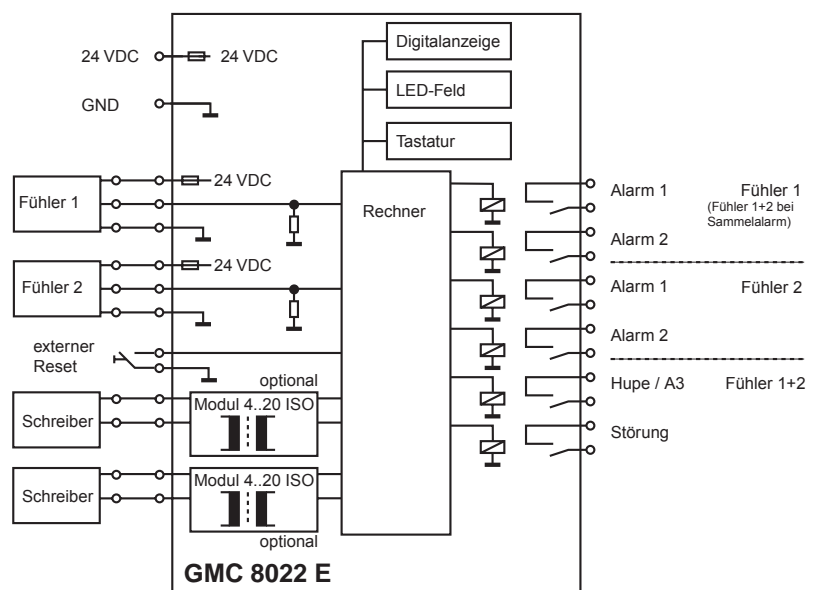 24 VDC
24 VDC
Digitalanzeige
LED-Feld
GND
Tastatur
Fühler 1
24 VDC
Rechner
Alarm 1
Fühler 1
(Fühler 1+2 bei
Sammelalarm)
Alarm 2
Fühler 2
24 VDC
Alarm 1
Fühler 2
Alarm 2
externer
Reset
optional
Hupe / A3
Fühler 1+2
Schreiber
Modul 4..20 ISO
Störung
Schreiber
Modul 4..20 ISO
optional
GMC 8022 E